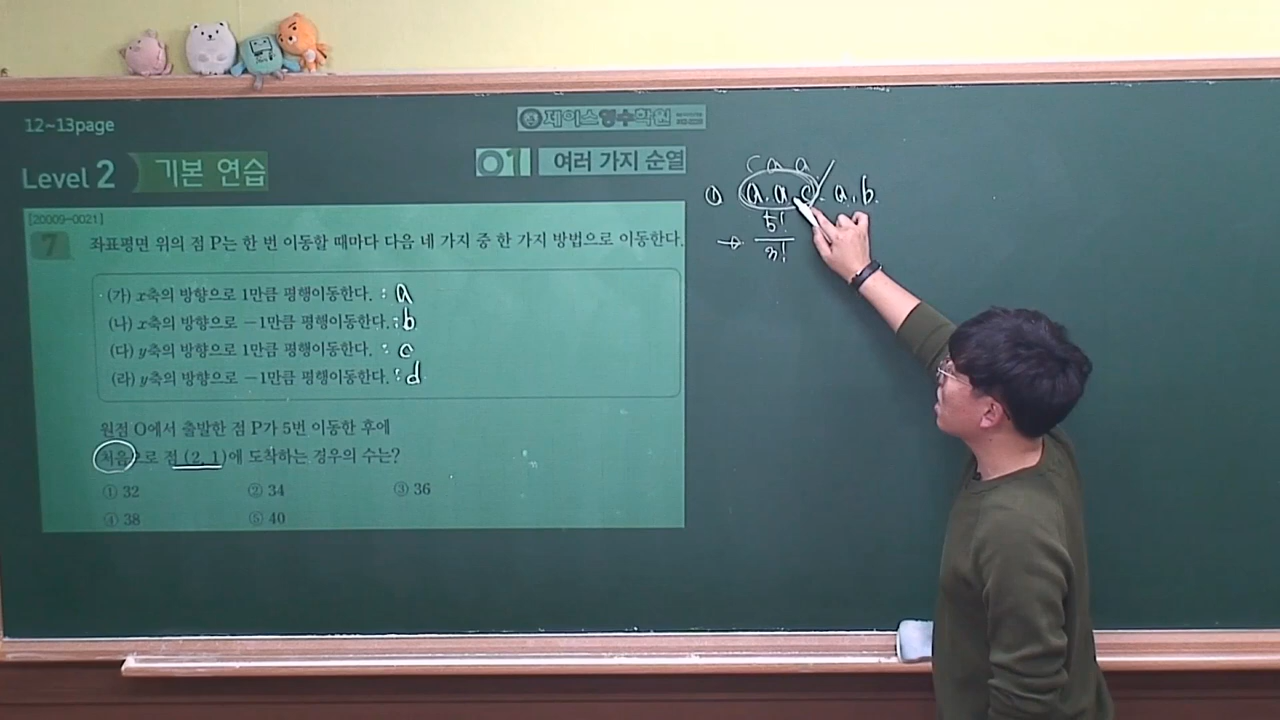 12~13page
제이스영수학원
Level 2 기본 연습
01 여러 가지 순열
[20009-0021]
7 좌표평면 위의 점 P는 한 번 이동할 때마다 다음 네 가지 중 한 가지 방법으로 이동한다.
(가) x축의 방향으로 1만큼 평행이동한다. : a
(나) x축의 방향으로 -1만큼 평행이동한다. : b
(다) y축의 방향으로 1만큼 평행이동한다. : c
(라) y축의 방향으로 -1만큼 평행이동한다. : d
원점 O에서 출발한 점 P가 5번 이동한 후에
처음으로 점 (2, 1)에 도착하는 경우의 수는?
① 32 ② 34 ③ 36
④ 38 ⑤ 40
c a a
a, a, c, a, b.
→ 5!
3!